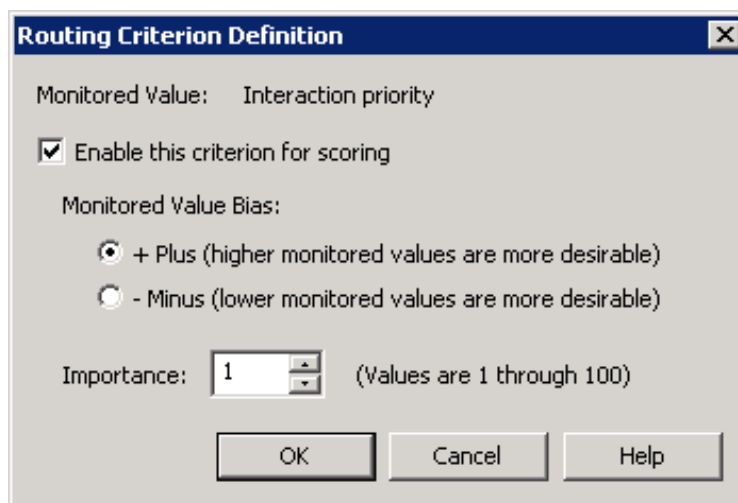 Routing Criterion Definition
Monitored Value: Interaction priority
Enable this criterion for scoring
Monitored Value Bias:
+ Plus (higher monitored values are more desirable)
- Minus (lower monitored values are more desirable)
Importance: 1 (Values are 1 through 100)
OK Cancel Help